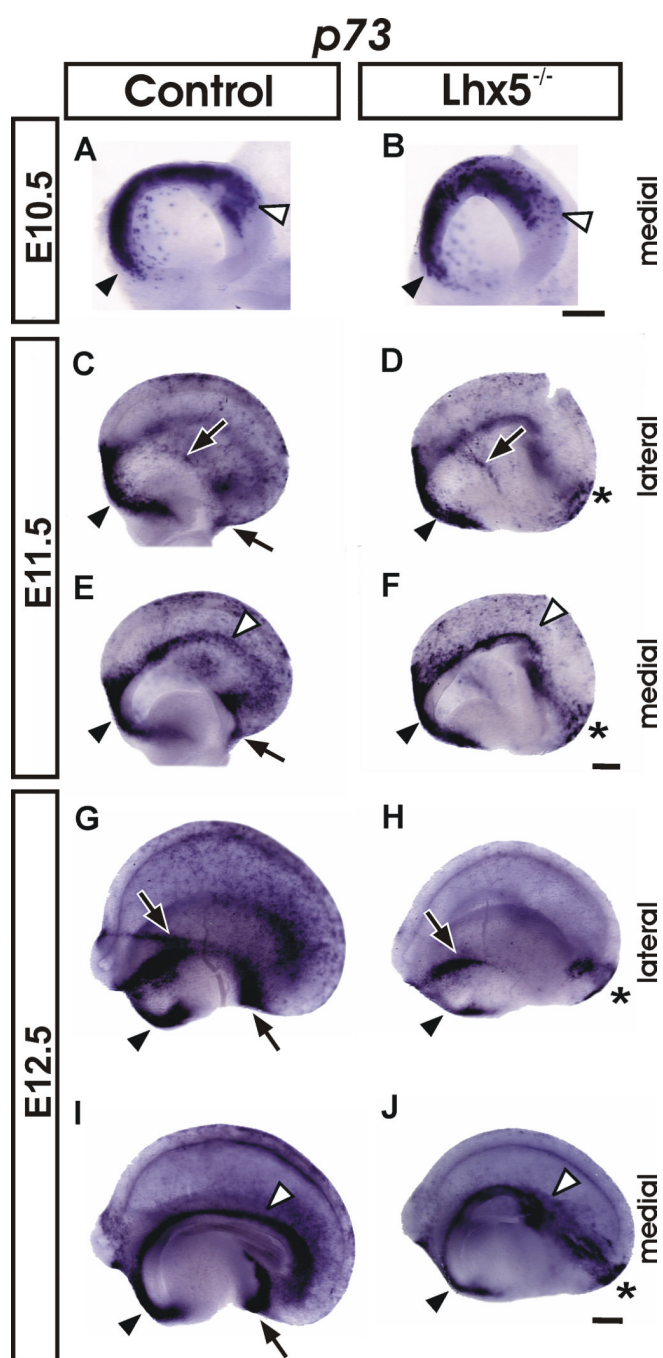 p73
Control
Lhx5-/-
E10.5
A
B
medial
E11.5
C
D
lateral
*
E
F
medial
*
E12.5
G
H
lateral
*
I
J
medial
*